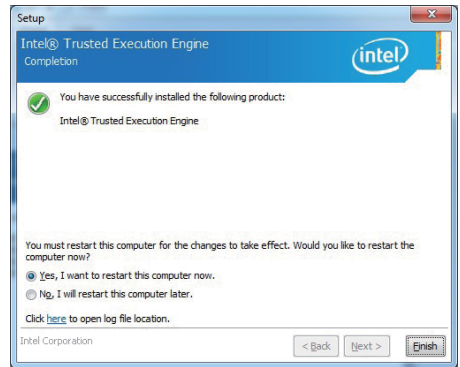 Setup
Intel® Trusted Execution Engine
Completion
intel
You have successfully installed the following product:
Intel® Trusted Execution Engine
You must restart this computer for the changes to take effect. Would you like to restart the
computer now?
Yes, I want to restart this computer now.
No, I will restart this computer later.
Click here to open log file location.
Intel Corporation
< Back Next > Finish